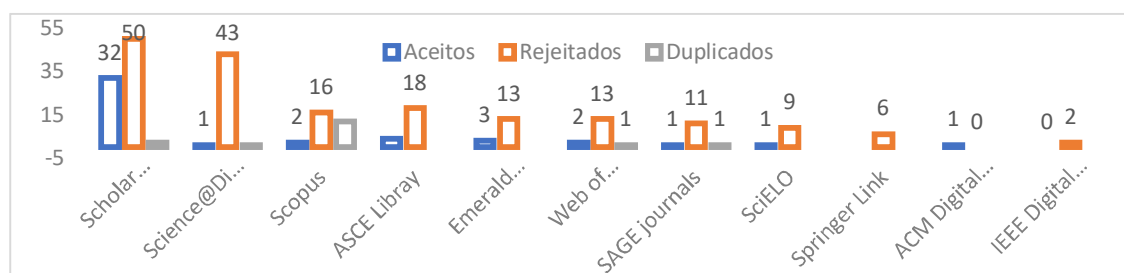 55
35
15
-5
Aceitos Rejeitados Duplicados
32 50
1 43
2 16
18
3 13
2 13 1
1 11 1
1 9
6
1 0
0 2
Scholar...
Science@Di...
Scopus
ASCE Libray
Emerald...
Web of...
SAGE journals
SciELO
Springer Link
ACM Digital...
IEEE Digital...